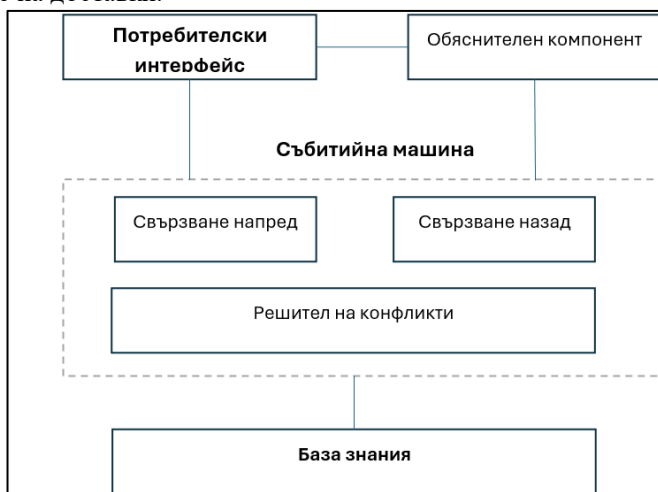 Потребителски
интерфейс
Обяснителен компонент
Събитийна машина
Свързване напред
Свързване назад
Решител на конфликти
База знания